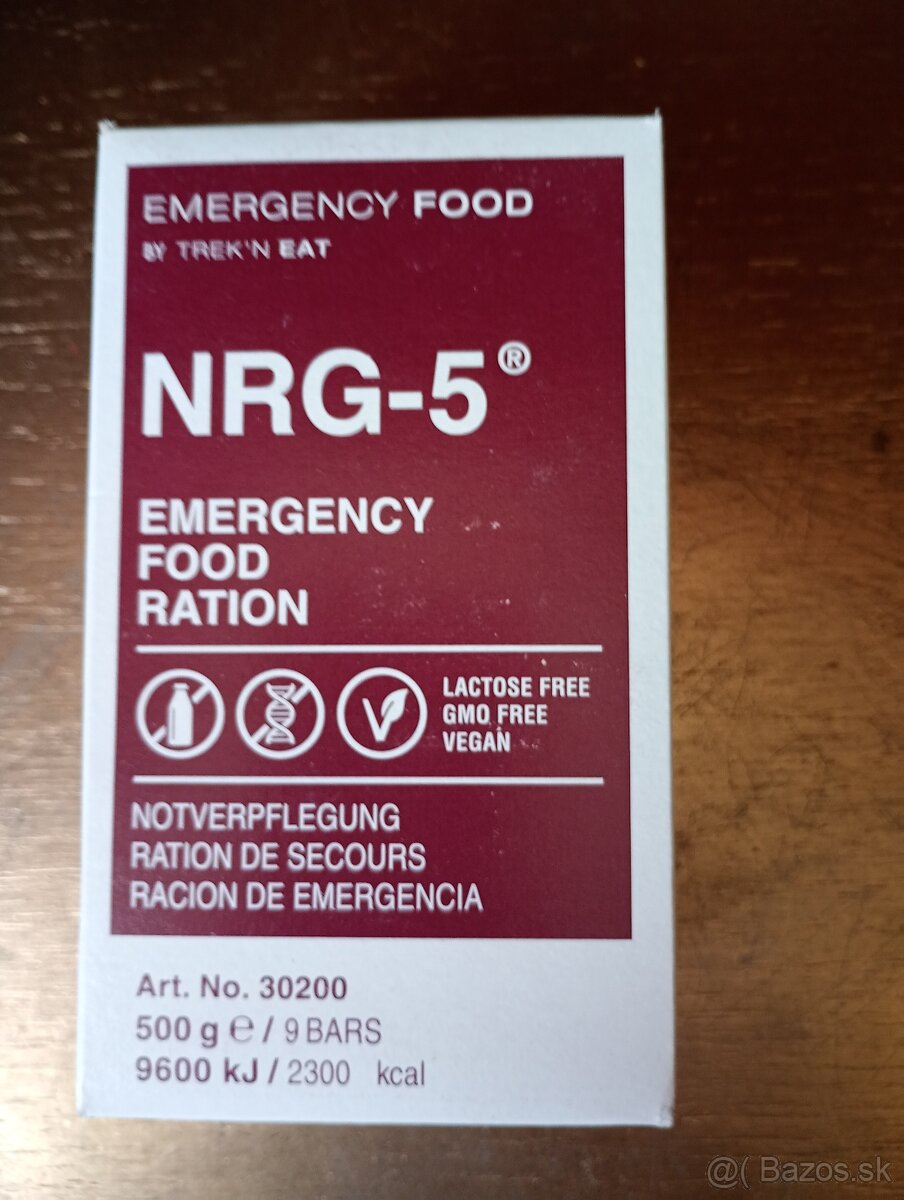 EMERGENCY FOOD
BY TREK'N EAT
NRG-5®
EMERGENCY
FOOD
RATION
LACTOSE FREE
GMO FREE
VEGAN
NOTVERPFLEGUNG
RATION DE SECOURS
RACION DE EMERGENCIA
Art. No. 30200
500 g ℮ / 9 BARS
9600 kJ / 2300 kcal
@( Bazos.sk